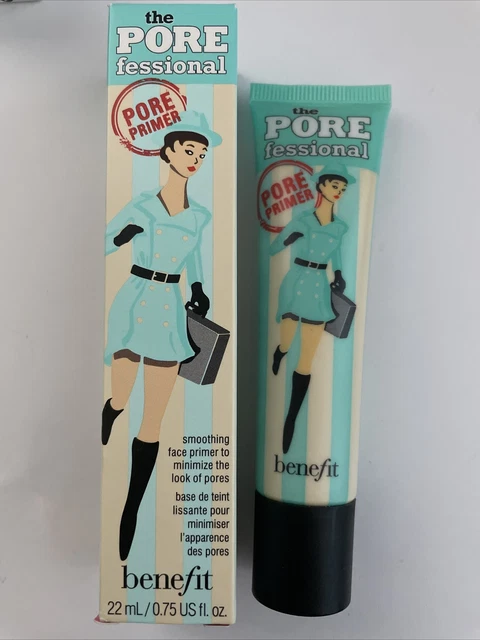 the
PORE
fessional
PORE
PRIMER
smoothing
face primer to
minimize the
look of pores
base de teint
lissante pour
minimiser
l'apparence
des pores
benefit
22 mL / 0.75 US fl. oz.
the
PORE
fessional
PORE
PRIMER
benefit